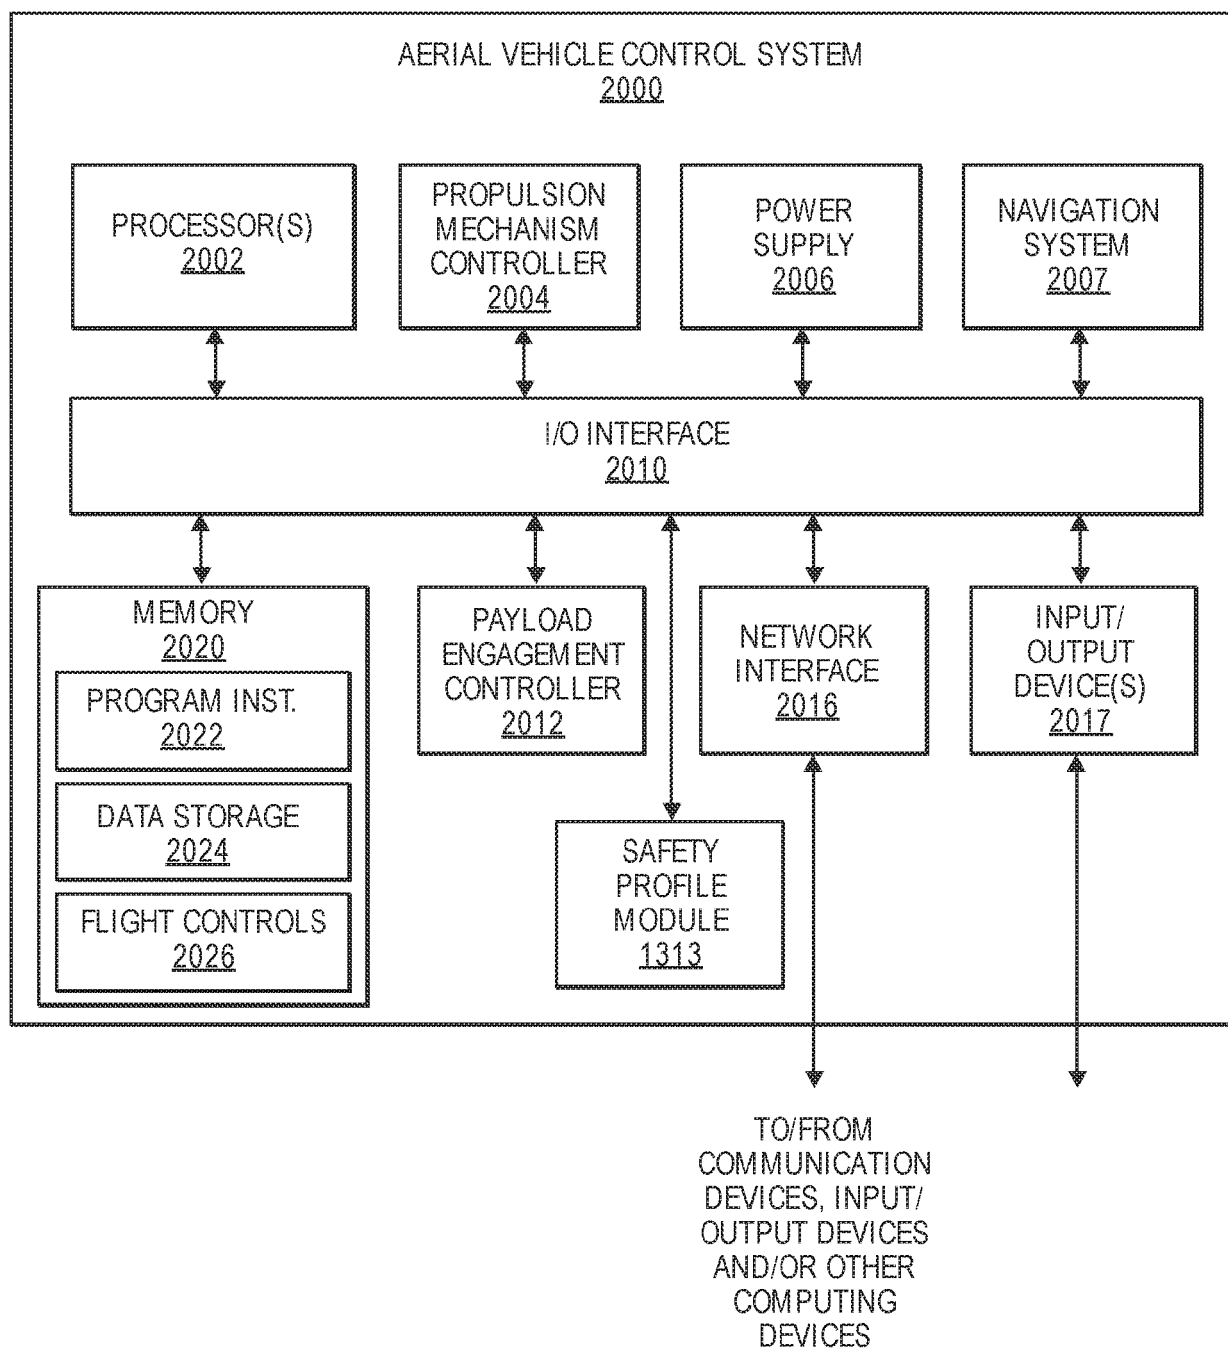 AERIAL VEHICLE CONTROL SYSTEM
2000
PROCESSOR(S)
2002
PROPULSION
MECHANISM
CONTROLLER
2004
POWER
SUPPLY
2006
NAVIGATION
SYSTEM
2007
I/O INTERFACE
2010
MEMORY
2020
PROGRAM INST.
2022
DATA STORAGE
2024
FLIGHT CONTROLS
2026
PAYLOAD
ENGAGEMENT
CONTROLLER
2012
SAFETY
PROFILE
MODULE
1313
NETWORK
INTERFACE
2016
INPUT/
OUTPUT
DEVICE(S)
2017
TO/FROM
COMMUNICATION
DEVICES, INPUT/
OUTPUT DEVICES
AND/OR OTHER
COMPUTING
DEVICES